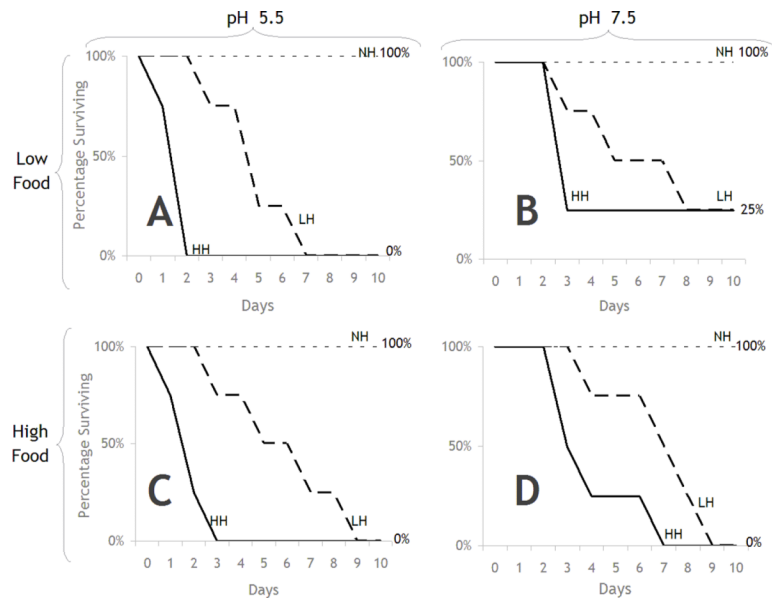 pH 5.5
pH 7.5
Low
Food
Percentage Surviving
100%
50%
0%
NH 100%
A
HH
LH
0%
0 1 2 3 4 5 6 7 8 9 10
Days
100%
50%
0%
NH 100%
B
HH
LH
25%
0 1 2 3 4 5 6 7 8 9 10
Days
High
Food
Percentage Surviving
100%
50%
0%
NH
100%
C
HH
LH
0%
0 1 2 3 4 5 6 7 8 9 10
Days
100%
50%
0%
NH
100%
D
LH
HH
0%
0 1 2 3 4 5 6 7 8 9 10
Days